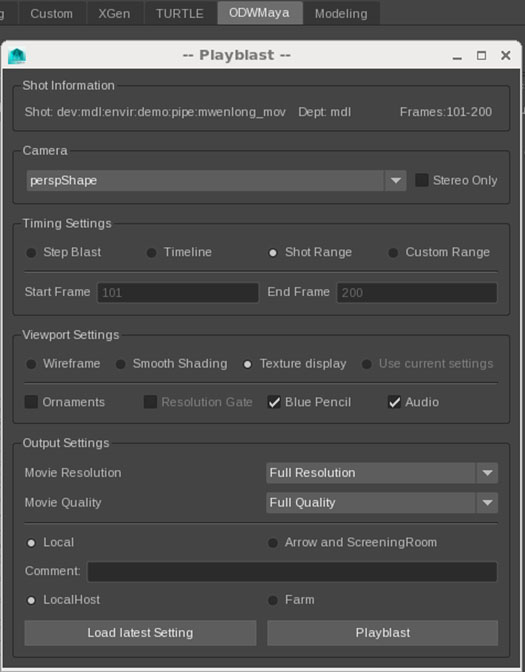 g Custom XGen TURTLE ODWMaya Modeling
-- Playblast --
Shot Information
Shot: dev:mdl:envir:demo:pipe:mwenlong_mov Dept: mdl Frames:101-200
Camera
perspShape Stereo Only
Timing Settings
Step Blast Timeline Shot Range Custom Range
Start Frame 101 End Frame 200
Viewport Settings
Wireframe Smooth Shading Texture display Use current settings
Ornaments Resolution Gate Blue Pencil Audio
Output Settings
Movie Resolution Full Resolution
Movie Quality Full Quality
Local Arrow and ScreeningRoom
Comment:
LocalHost Farm
Load latest Setting Playblast